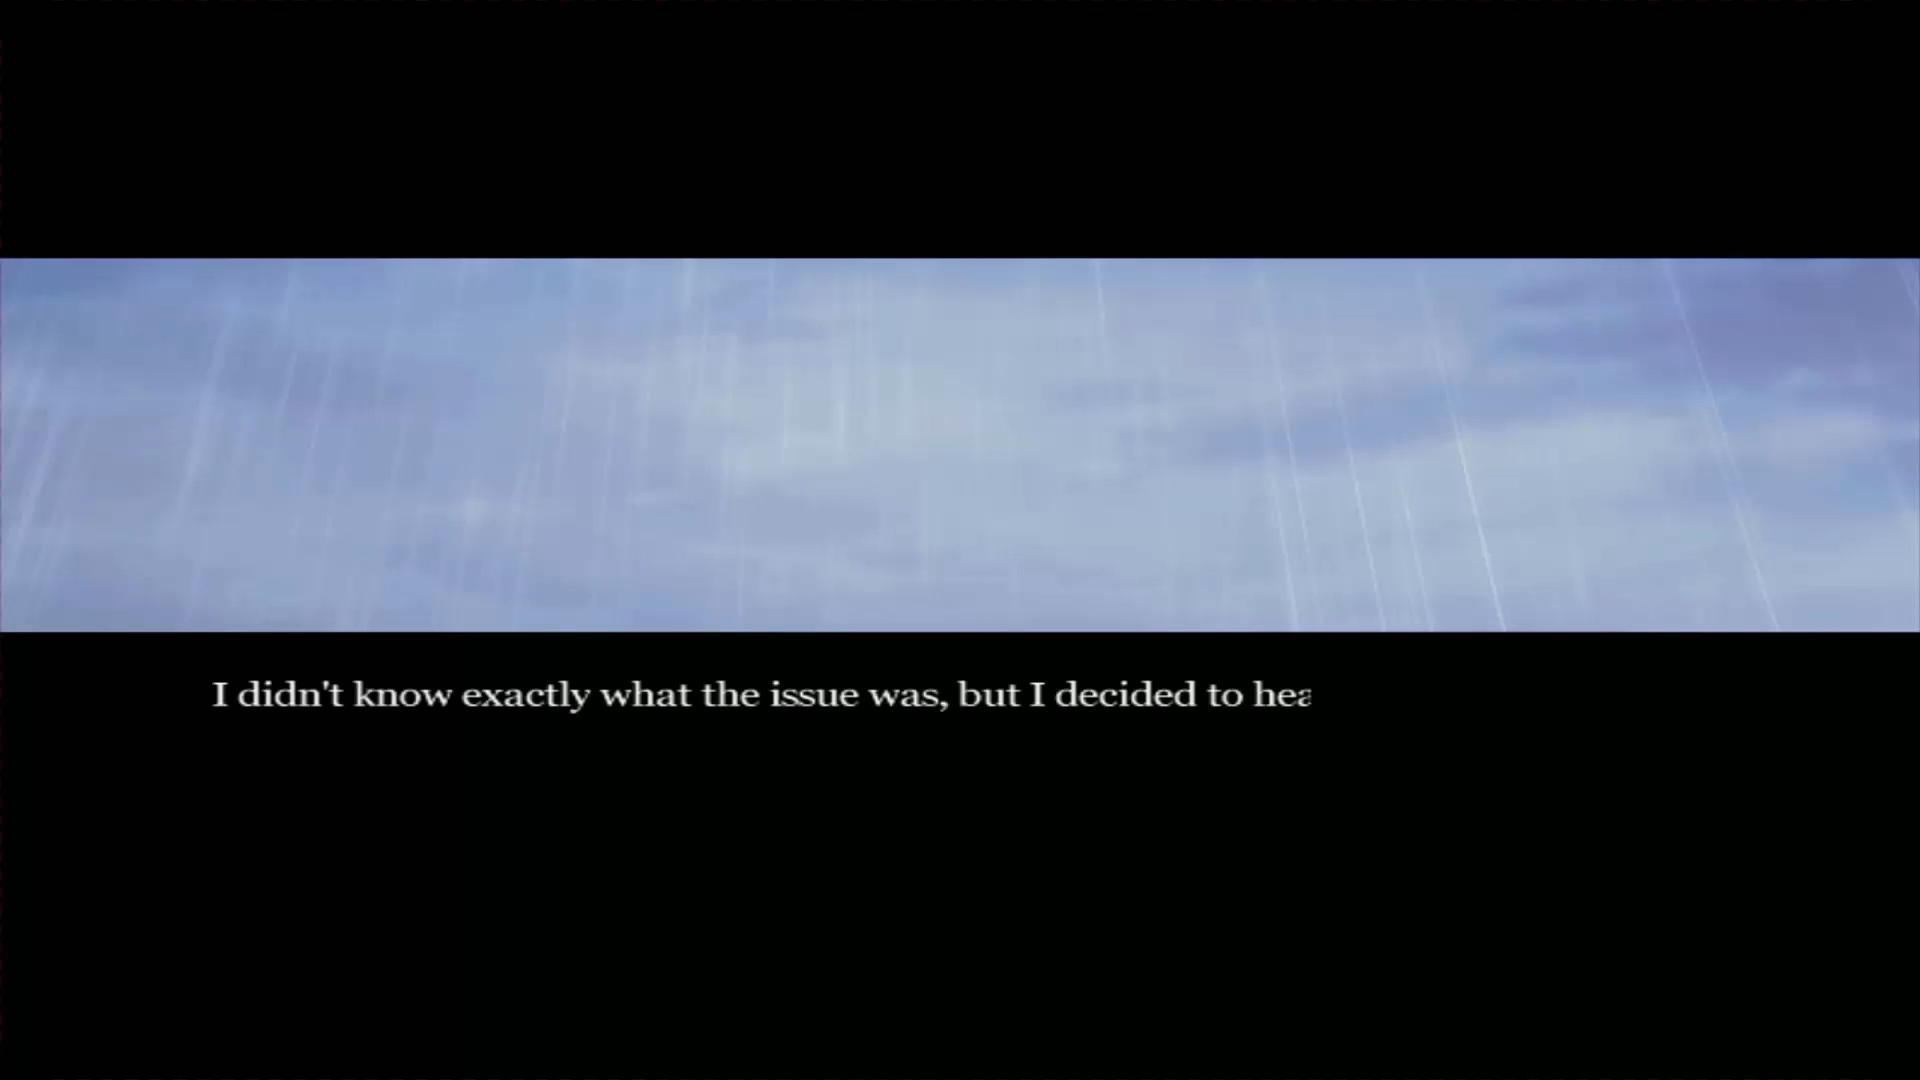 I didn't know exactly what the issue was, but I decided to hea